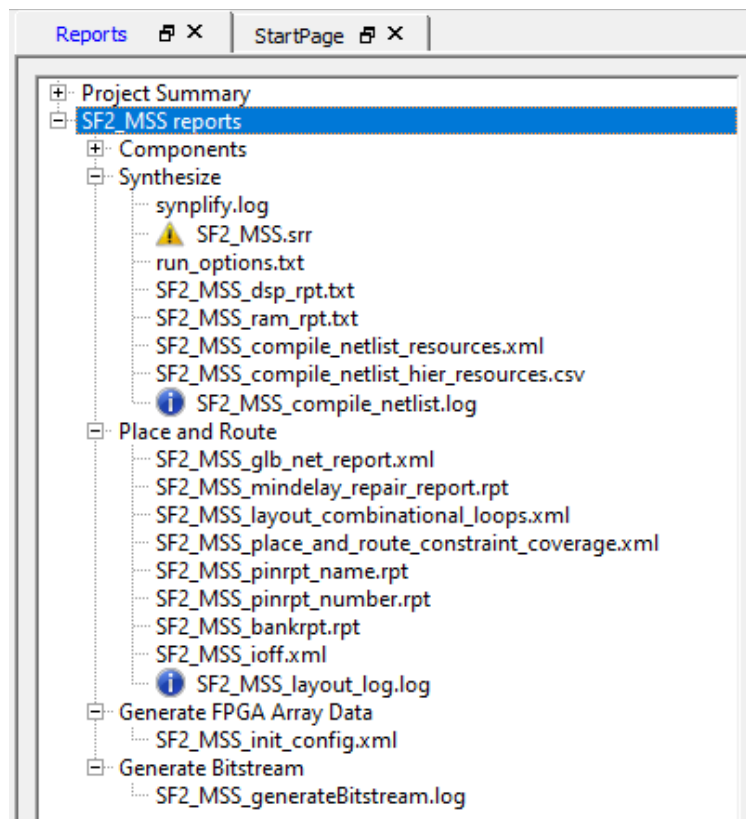 Reports StartPage
Project Summary
SF2_MSS reports
Components
Synthesize
synplify.log
SF2_MSS.srr
run_options.txt
SF2_MSS_dsp_rpt.txt
SF2_MSS_ram_rpt.txt
SF2_MSS_compile_netlist_resources.xml
SF2_MSS_compile_netlist_hier_resources.csv
SF2_MSS_compile_netlist.log
Place and Route
SF2_MSS_glb_net_report.xml
SF2_MSS_mindelay_repair_report.rpt
SF2_MSS_layout_combinational_loops.xml
SF2_MSS_place_and_route_constraint_coverage.xml
SF2_MSS_pinrpt_name.rpt
SF2_MSS_pinrpt_number.rpt
SF2_MSS_bankrpt.rpt
SF2_MSS_ioff.xml
SF2_MSS_layout_log.log
Generate FPGA Array Data
SF2_MSS_init_config.xml
Generate Bitstream
SF2_MSS_generateBitstream.log